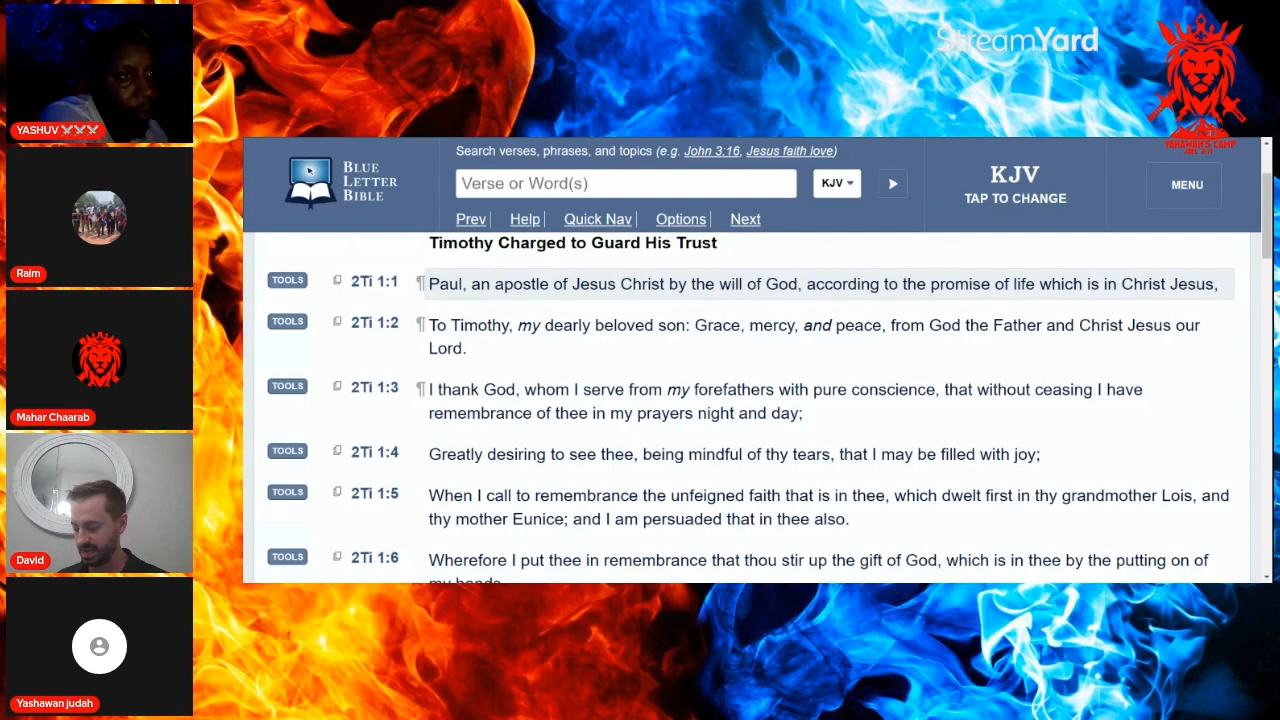 StreamYard
YAHAWAH'S CAMP
YASHUV ⚔⚔⚔
Raim
Mahar Chaarab
David
Yashawan judah
BLUE
LETTER
BIBLE
Search verses, phrases, and topics (e.g. John 3:16, Jesus faith love)
Verse or Word(s)
KJV
Prev | Help | Quick Nav | Options | Next
KJV
TAP TO CHANGE
MENU
Timothy Charged to Guard His Trust
TOOLS 2Ti 1:1 ¶ Paul, an apostle of Jesus Christ by the will of God, according to the promise of life which is in Christ Jesus,
TOOLS 2Ti 1:2 ¶ To Timothy, my dearly beloved son: Grace, mercy, and peace, from God the Father and Christ Jesus our
Lord.
TOOLS 2Ti 1:3 ¶ I thank God, whom I serve from my forefathers with pure conscience, that without ceasing I have
remembrance of thee in my prayers night and day;
TOOLS 2Ti 1:4 Greatly desiring to see thee, being mindful of thy tears, that I may be filled with joy;
TOOLS 2Ti 1:5 When I call to remembrance the unfeigned faith that is in thee, which dwelt first in thy grandmother Lois, and
thy mother Eunice; and I am persuaded that in thee also.
TOOLS 2Ti 1:6 Wherefore I put thee in remembrance that thou stir up the gift of God, which is in thee by the putting on of
my hands